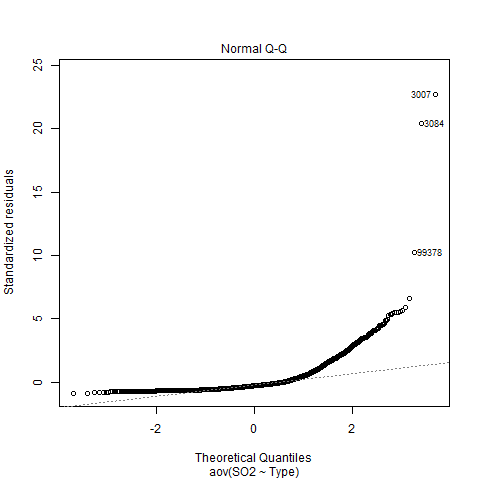 Normal Q-Q
25
20
15
10
5
0
Standardized residuals
3007
3084
99378
-2 0 2
Theoretical Quantiles
aov(SO2 ~ Type)